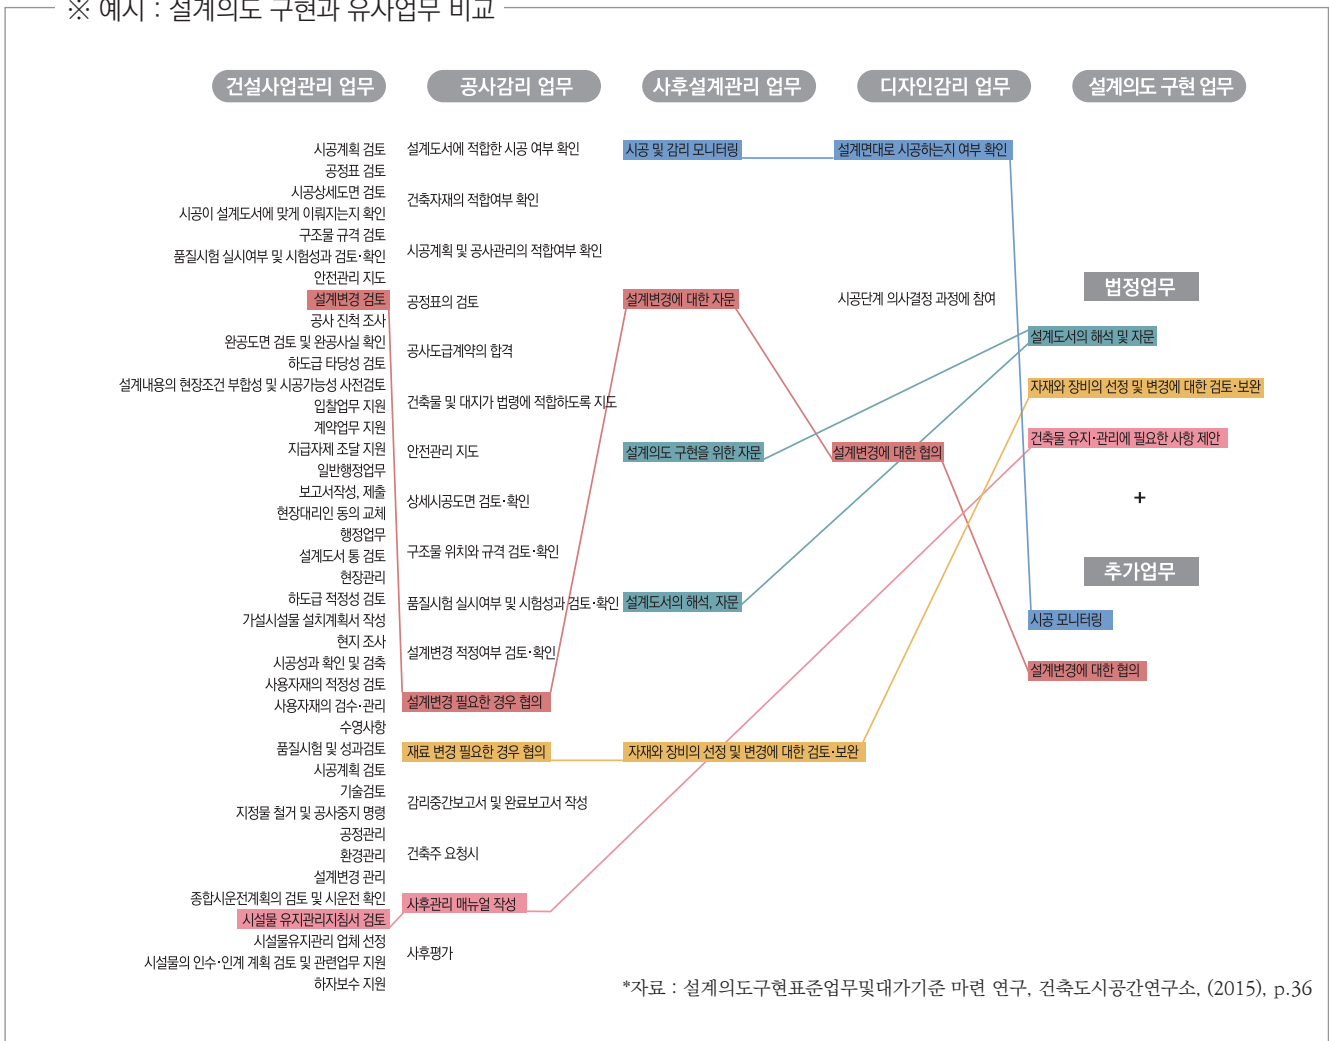 ※ 예시 : 설계의도 구현과 유사업무 비교
건설사업관리 업무
공사감리 업무
사후설계관리 업무
디자인감리 업무
설계의도 구현 업무
시공계획 검토
공정표 검토
시공상세도면 검토
시공이 설계도서에 맞게 이뤄지는지 확인
구조물 규격 검토
품질시험 실시여부 및 시험성과 검토·확인
안전관리 지도
설계변경 검토
공사 진척 조사
완공도면 검토 및 완공사실 확인
하도급 타당성 검토
설계내용의 현장조건 부합성 및 시공가능성 사전검토
입찰업무 지원
계약업무 지원
지급자제 조달 지원
일반행정업무
보고서작성, 제출
현장대리인 동의 교체
행정업무
설계도서 통 검토
현장관리
하도급 적정성 검토
가설시설물 설치계획서 작성
현지 조사
시공성과 확인 및 검축
사용자재의 적정성 검토
사용자재의 검수·관리
수영사항
품질시험 및 성과검토
시공계획 검토
기술검토
지정물 철거 및 공사중지 명령
공정관리
환경관리
설계변경 관리
종합시운전계획의 검토 및 시운전 확인
시설물 유지관리지침서 검토
시설물유지관리 업체 선정
시설물의 인수·인계 계획 검토 및 관련업무 지원
하자보수 지원
설계도서에 적합한 시공 여부 확인
건축자재의 적합여부 확인
시공계획 및 공사관리의 적합여부 확인
공정표의 검토
공사도급계약의 합격
건축물 및 대지가 법령에 적합하도록 지도
안전관리 지도
상세시공도면 검토·확인
구조물 위치와 규격 검토·확인
품질시험 실시여부 및 시험성과 검토·확인
설계변경 적정여부 검토·확인
설계변경 필요한 경우 협의
재료 변경 필요한 경우 협의
감리중간보고서 및 완료보고서 작성
건축주 요청시
사후관리 매뉴얼 작성
사후평가
시공 및 감리 모니터링
설계변경에 대한 자문
설계의도 구현을 위한 자문
설계도서의 해석, 자문
자재와 장비의 선정 및 변경에 대한 검토·보완
설계면대로 시공하는지 여부 확인
시공단계 의사결정 과정에 참여
설계변경에 대한 협의
법정업무
설계도서의 해석 및 자문
자재와 장비의 선정 및 변경에 대한 검토·보완
건축물 유지·관리에 필요한 사항 제안
+
추가업무
시공 모니터링
설계변경에 대한 협의
*자료 : 설계의도구현표준업무및대가기준 마련 연구, 건축도시공간연구소, (2015), p.36